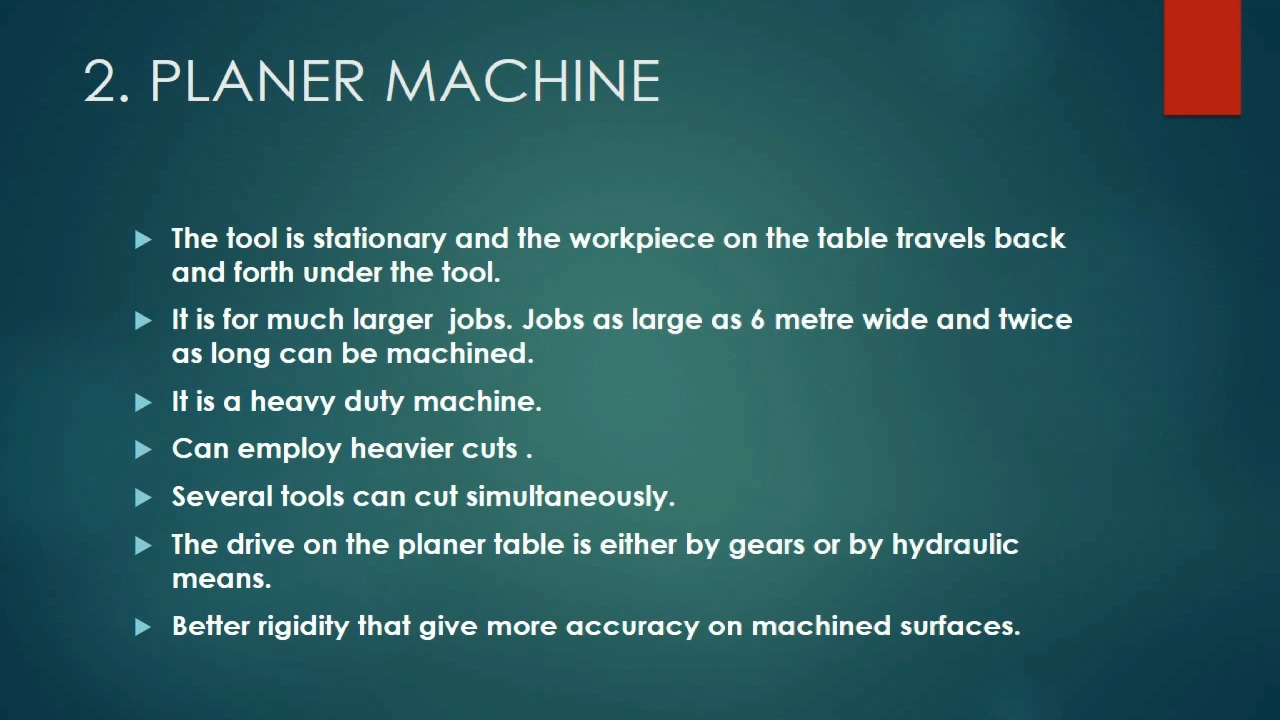 2. PLANER MACHINE
The tool is stationary and the workpiece on the table travels back
and forth under the tool.
It is for much larger  jobs. Jobs as large as 6 metre wide and twice
as long can be machined.
It is a heavy duty machine.
Can employ heavier cuts .
Several tools can cut simultaneously.
The drive on the planer table is either by gears or by hydraulic
means.
Better rigidity that give more accuracy on machined surfaces.